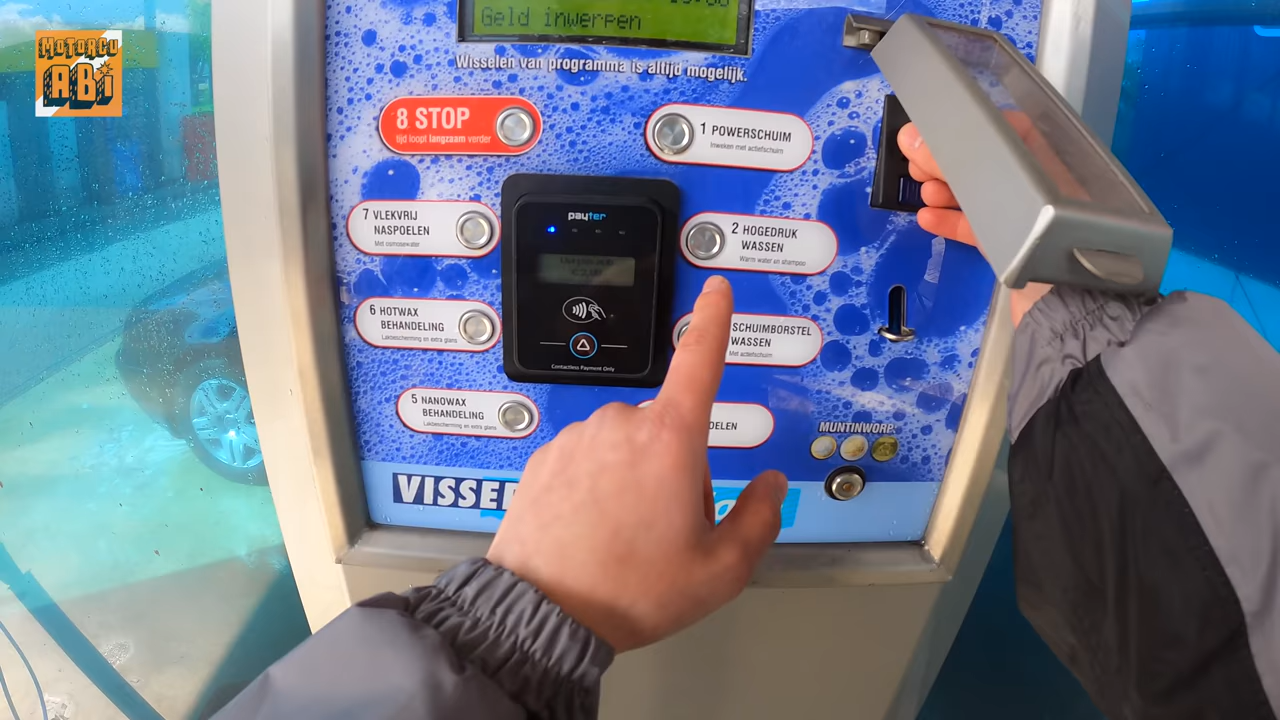 MOTORCU
ABİ
Geld inwerpen
Wisselen van programma is altijd mogelijk.
8 STOP
tijd loopt langzaam verder
1 POWERSCHUIM
Inweken met actiefschuim
7 VLEKVRIJ
NASPOELEN
Met osmosewater
payter
2 HOGEDRUK
WASSEN
Warm water en shampoo
6 HOTWAX
BEHANDELING
Lakbescherming en extra glans
SCHUIMBORSTEL
WASSEN
Met actiefschuim
Contactless Payment Only
5 NANOWAX
BEHANDELING
Lakbescherming en extra glans
DELEN
MUNTINWORP
VISSE